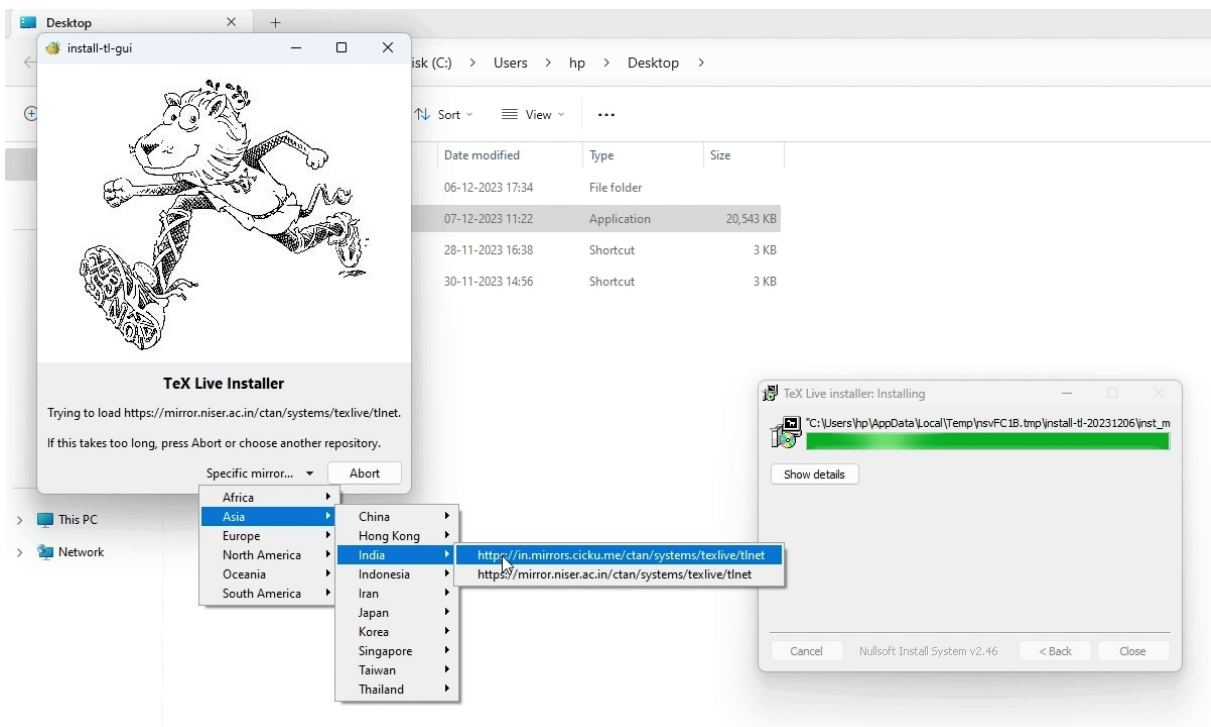 Desktop
install-tl-gui
isk (C:) > Users > hp > Desktop >
Sort
View
Date modified Type Size
06-12-2023 17:34 File folder
07-12-2023 11:22 Application 20,543 KB
28-11-2023 16:38 Shortcut 3 KB
30-11-2023 14:56 Shortcut 3 KB
TeX Live Installer
Trying to load https://mirror.niser.ac.in/ctan/systems/texlive/tlnet.
If this takes too long, press Abort or choose another repository.
Specific mirror... Abort
Africa
Asia
Europe
North America
Oceania
South America
China
Hong Kong
India
Indonesia
Iran
Japan
Korea
Singapore
Taiwan
Thailand
https://in.mirrors.cicku.me/ctan/systems/texlive/tlnet
https://mirror.niser.ac.in/ctan/systems/texlive/tlnet
This PC
Network
TeX Live installer: Installing
"C:\Users\hp\AppData\Local\Temp\nsvFC1B.tmp\install-tl-20231206\inst_m
Show details
Cancel Nullsoft Install System v2.46 < Back Close